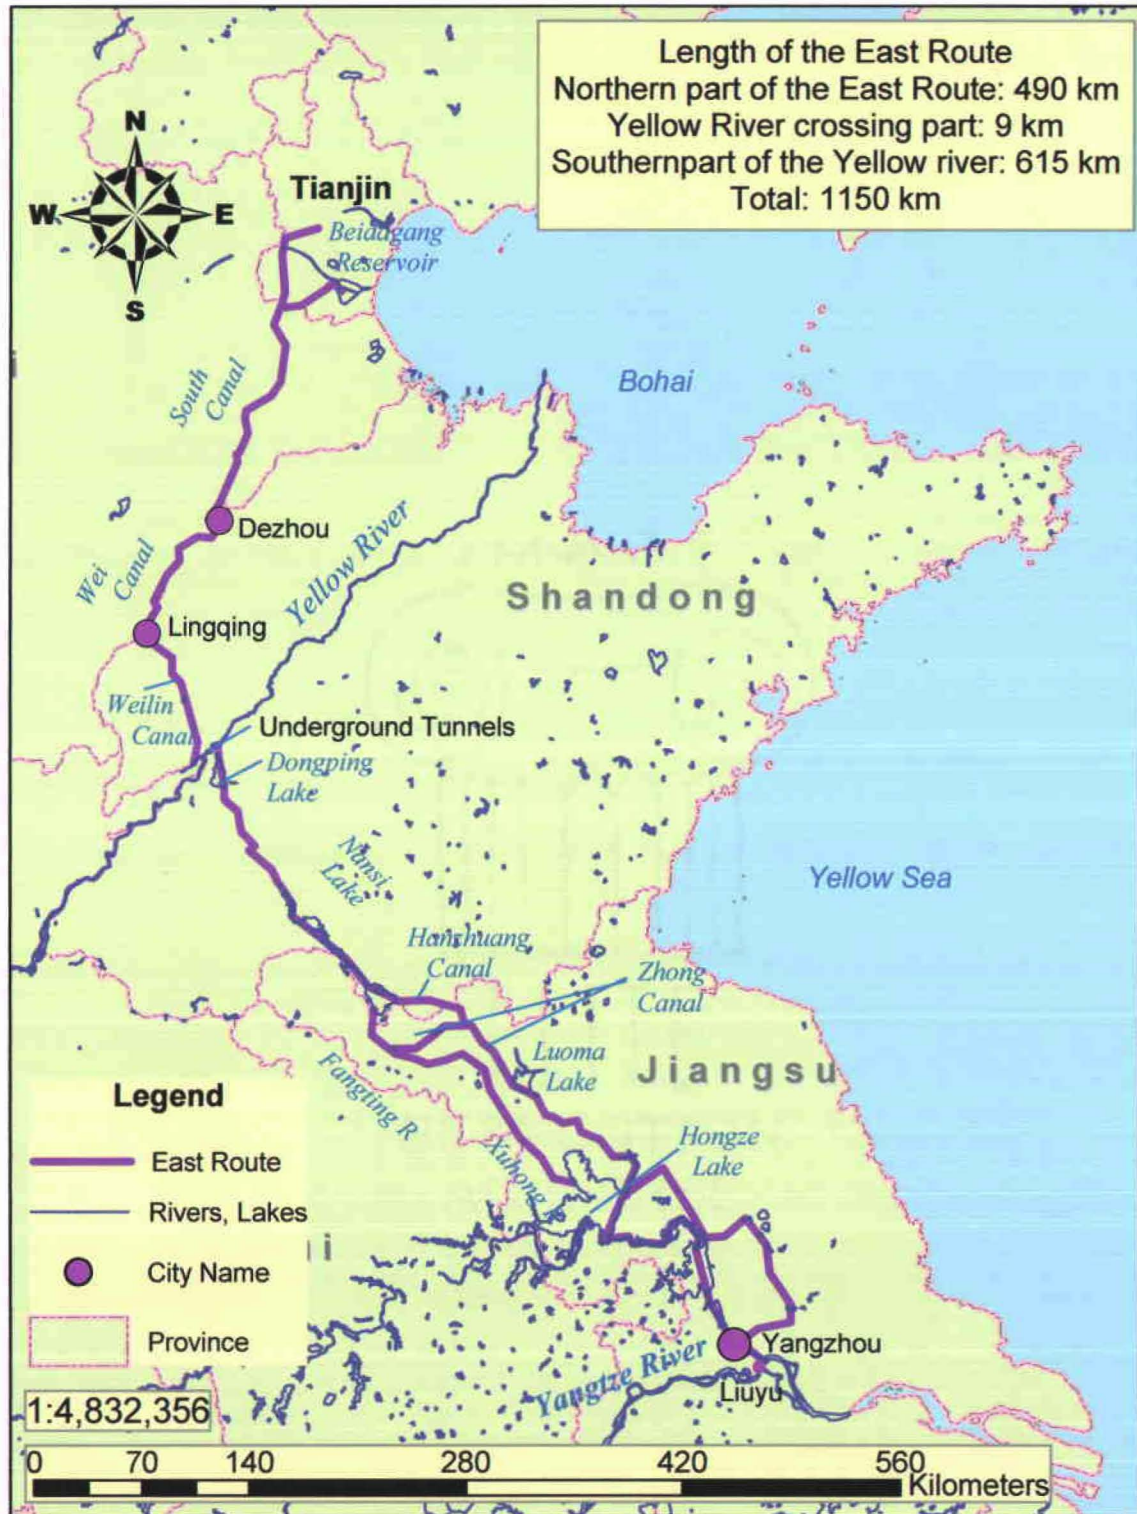 Length of the East Route
Northern part of the East Route: 490 km
Yellow River crossing part: 9 km
Southernpart of the Yellow river: 615 km
Total: 1150 km
N
W E
S
Tianjin
Beidagang
Reservoir
South
Canal
Bohai
Dezhou
Wei
Canal
Yellow River
Shandong
Lingqing
Weilin
Canal
Underground Tunnels
Dongping
Lake
Nansi
Lake
Yellow Sea
Hanzhuang
Canal
Zhong
Canal
Luoma
Lake
Jiangsu
Fangting R
Xuhong
Hongze
Lake
Legend
East Route
Rivers, Lakes
City Name
Province
Yangzhou
Yangtze River
Liuyu
1:4,832,356
0 70 140 280 420 560
Kilometers